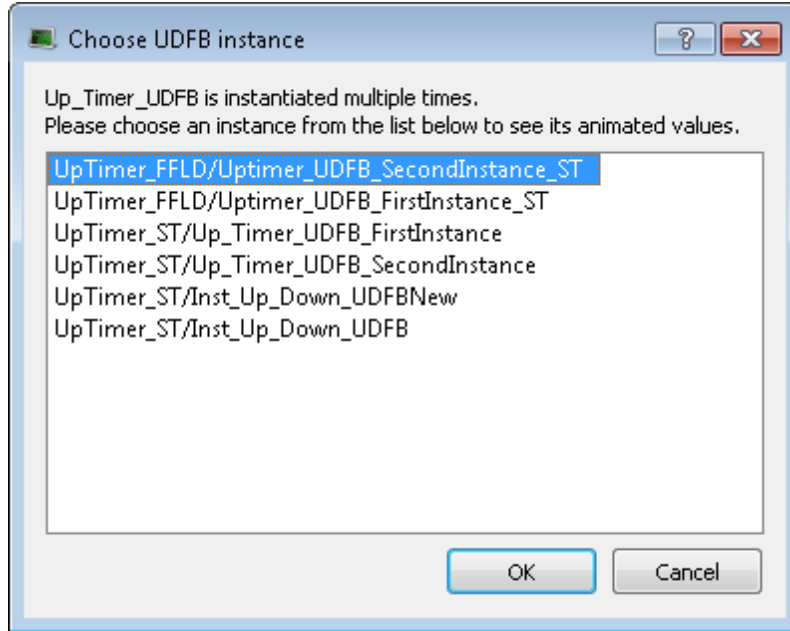 Choose UDFB instance
?
Up_Timer_UDFB is instantiated multiple times.
Please choose an instance from the list below to see its animated values.
UpTimer_FFLD/Uptimer_UDFB_SecondInstance_ST
UpTimer_FFLD/Uptimer_UDFB_FirstInstance_ST
UpTimer_ST/Up_Timer_UDFB_FirstInstance
UpTimer_ST/Up_Timer_UDFB_SecondInstance
UpTimer_ST/Inst_Up_Down_UDFBNew
UpTimer_ST/Inst_Up_Down_UDFB
OK Cancel